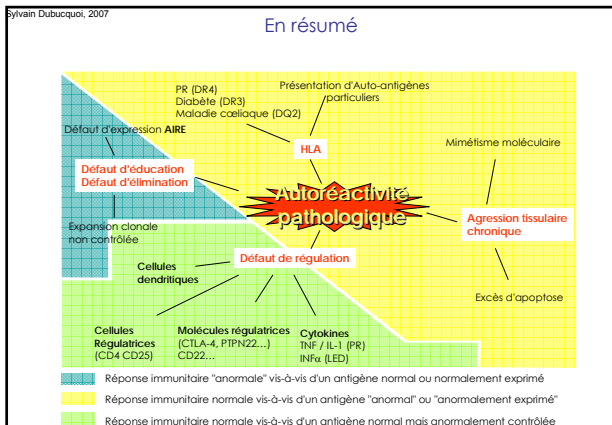 Sylvain Dubucquoi, 2007
En résumé
PR (DR4)
Diabète (DR3)
Maladie cœliaque (DQ2)
Présentation d'Auto-antigènes
particuliers
Défaut d'expression AIRE
Mimétisme moléculaire
HLA
Défaut d'éducation
Défaut d'élimination
Autoréactivité
pathologique
Agression tissulaire
chronique
Expansion clonale
non contrôlée
Défaut de régulation
Cellules
dendritiques
Excès d'apoptose
Cellules
Régulatrices
(CD4 CD25)
Molécules régulatrices
(CTLA-4, PTPN22...)
CD22...
Cytokines
TNF / IL-1 (PR)
INFα (LED)
Réponse immunitaire "anormale" vis-à-vis d'un antigène normal ou normalement exprimé
Réponse immunitaire normale vis-à-vis d'un antigène "anormal" ou "anormalement exprimé"
Réponse immunitaire normale vis-à-vis d'un antigène normal mais anormalement contrôlée